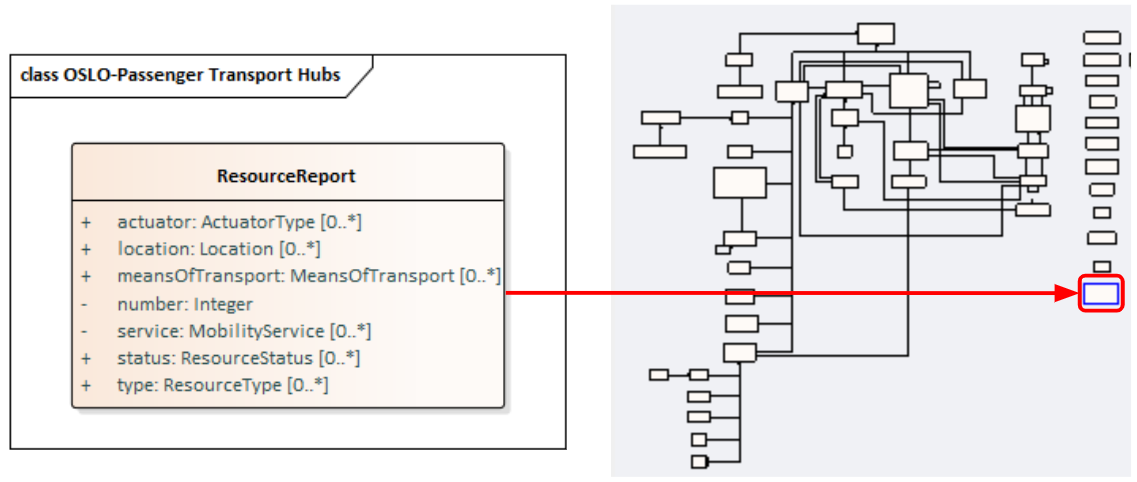 class OSLO-Passenger Transport Hubs
ResourceReport
+ actuator: ActuatorType [0..*]
+ location: Location [0..*]
+ meansOfTransport: MeansOfTransport [0..*]
- number: Integer
- service: MobilityService [0..*]
+ status: ResourceStatus [0..*]
+ type: ResourceType [0..*]